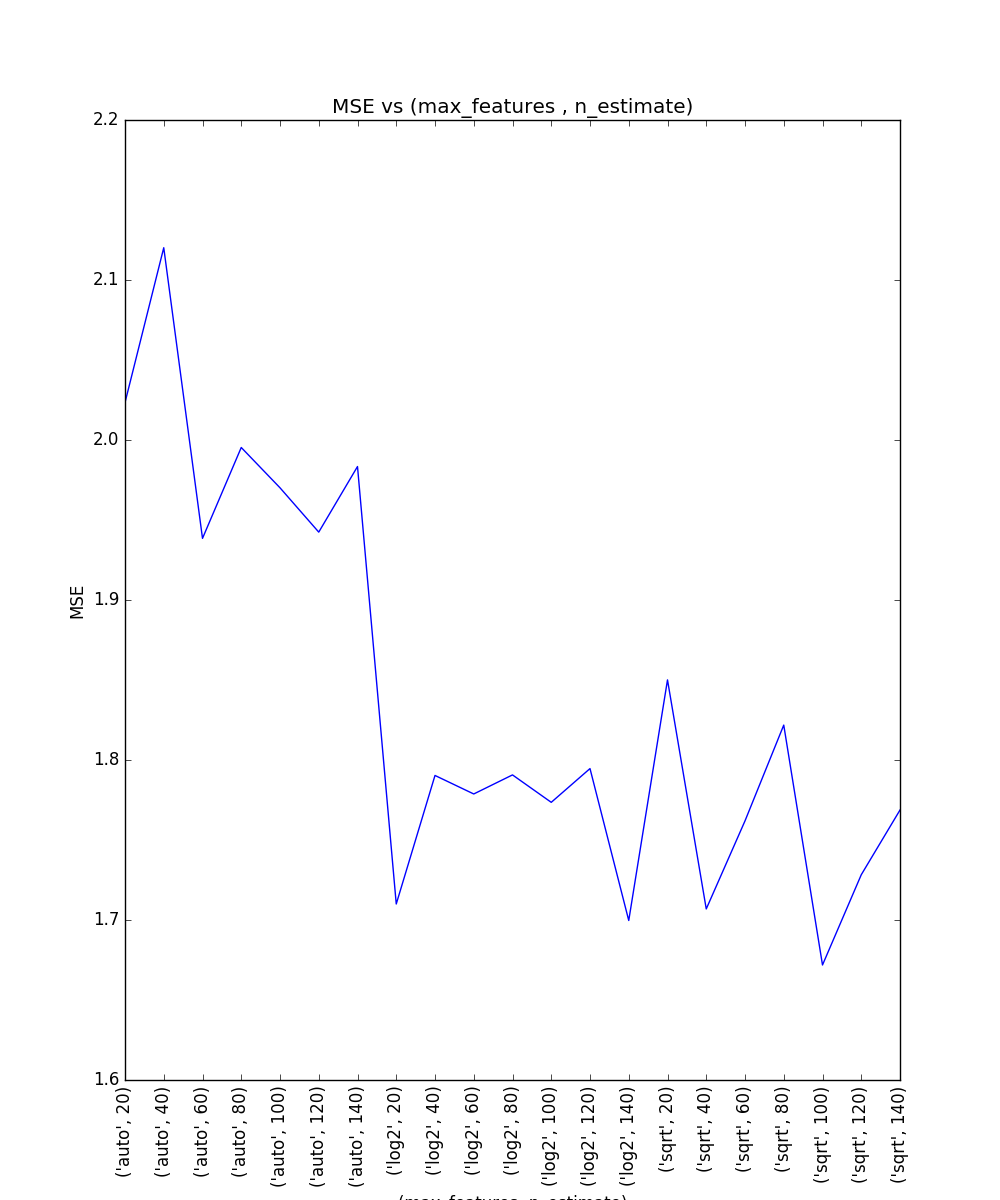 MSE vs (max_features , n_estimate)
2.2
2.1
2.0
1.9
1.8
1.7
1.6
MSE
('auto', 20)
('auto', 40)
('auto', 60)
('auto', 80)
('auto', 100)
('auto', 120)
('auto', 140)
('log2', 20)
('log2', 40)
('log2', 60)
('log2', 80)
('log2', 100)
('log2', 120)
('log2', 140)
('sqrt', 20)
('sqrt', 40)
('sqrt', 60)
('sqrt', 80)
('sqrt', 100)
('sqrt', 120)
('sqrt', 140)
(max_features, n_estimate)